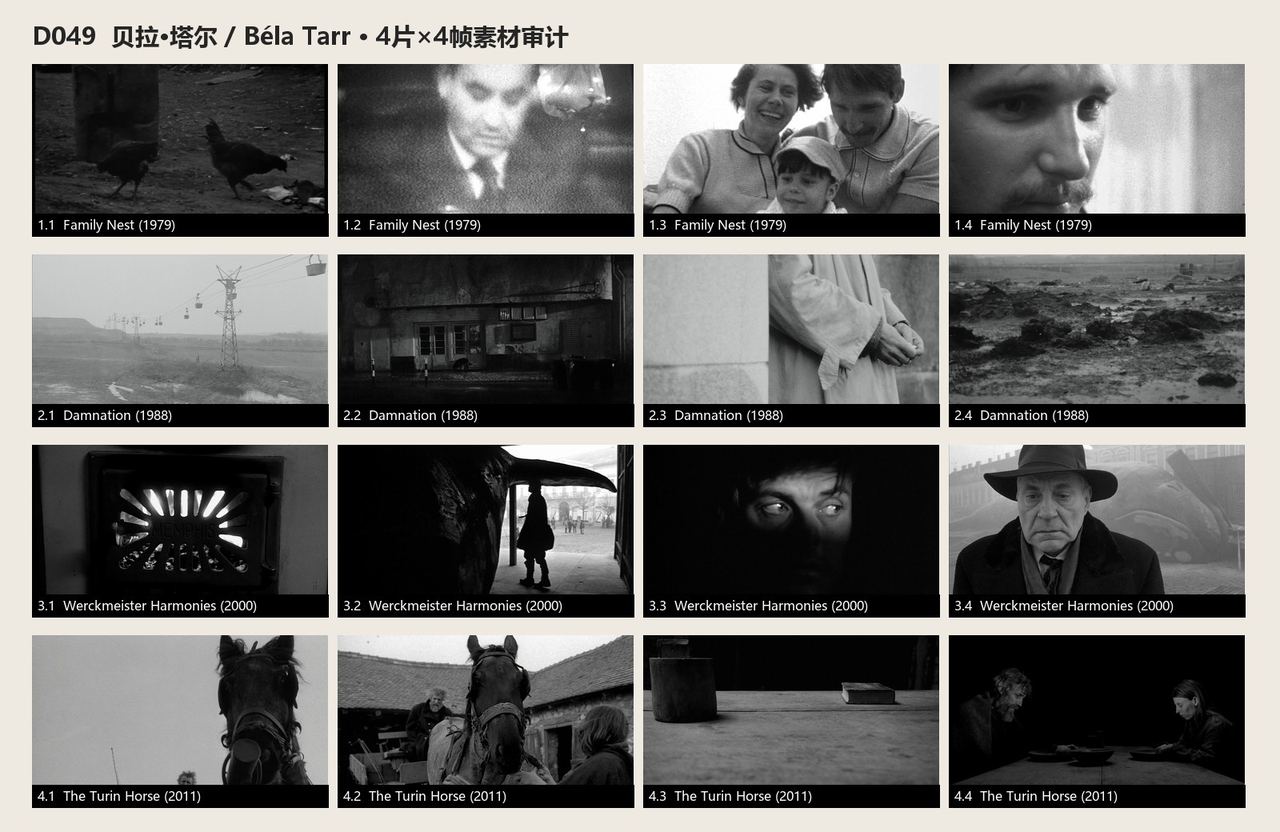 D049 贝拉•塔尔 / Béla Tarr • 4片×4帧素材审计
1.1 Family Nest (1979)
1.2 Family Nest (1979)
1.3 Family Nest (1979)
1.4 Family Nest (1979)
2.1 Damnation (1988)
2.2 Damnation (1988)
2.3 Damnation (1988)
2.4 Damnation (1988)
MEMPHIS
3.1 Werckmeister Harmonies (2000)
3.2 Werckmeister Harmonies (2000)
3.3 Werckmeister Harmonies (2000)
3.4 Werckmeister Harmonies (2000)
4.1 The Turin Horse (2011)
4.2 The Turin Horse (2011)
4.3 The Turin Horse (2011)
4.4 The Turin Horse (2011)